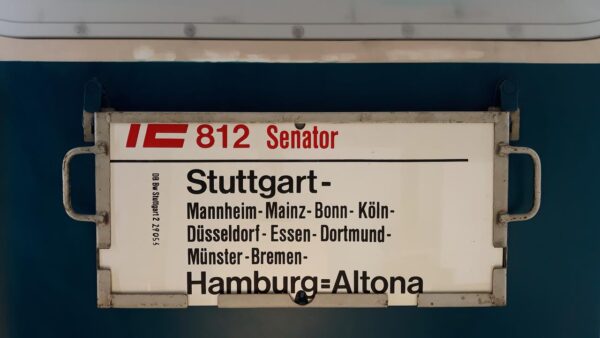 IC 812 Senator
DB Bw Stuttgart 2 29055
Stuttgart-
Mannheim-Mainz-Bonn-Köln-
Düsseldorf-Essen-Dortmund-
Münster-Bremen-
Hamburg=Altona